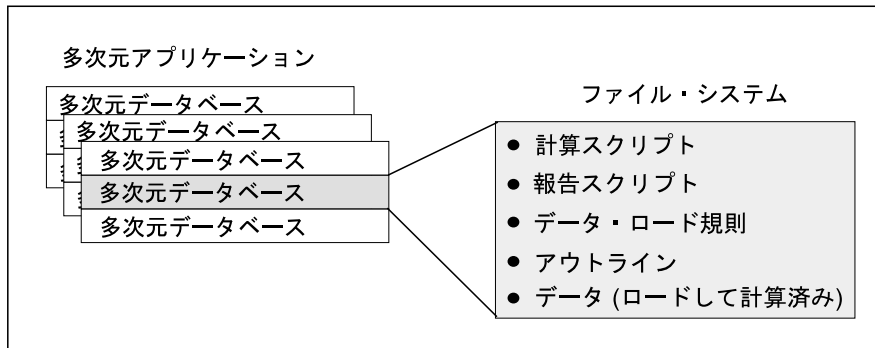 多次元アプリケーション
多次元データベース
多次元データベース
多次元データベース
多次元データベース
多次元データベース
ファイル・システム
● 計算スクリプト
● 報告スクリプト
● データ・ロード規則
● アウトライン
● データ (ロードして計算済み)